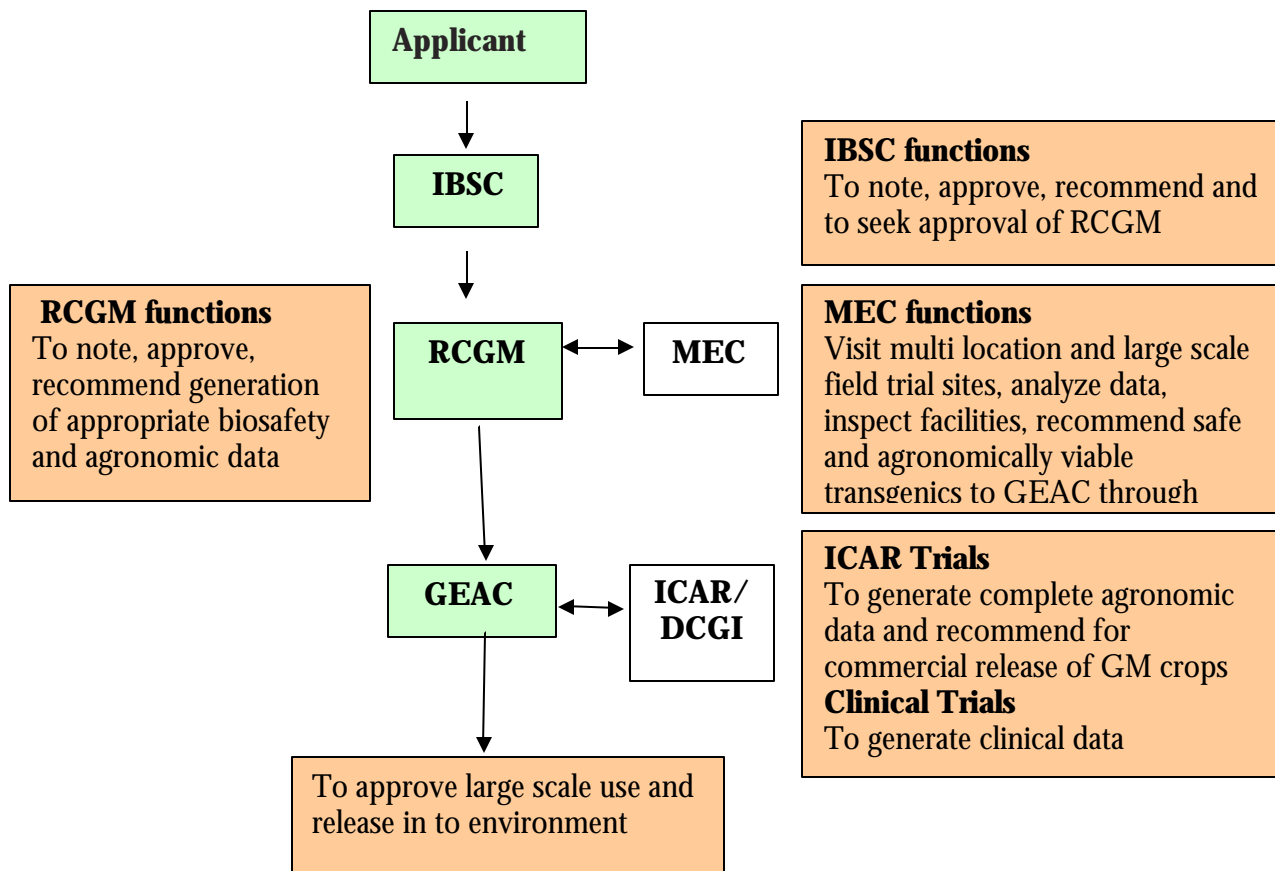 Applicant
IBSC
IBSC functions
To note, approve, recommend and
to seek approval of RCGM
RCGM functions
To note, approve,
recommend generation
of appropriate biosafety
and agronomic data
RCGM
MEC
MEC functions
Visit multi location and large scale
field trial sites, analyze data,
inspect facilities, recommend safe
and agronomically viable
transgenics to GEAC through
GEAC
ICAR/
DCGI
ICAR Trials
To generate complete agronomic
data and recommend for
commercial release of GM crops
Clinical Trials
To generate clinical data
To approve large scale use and
release in to environment